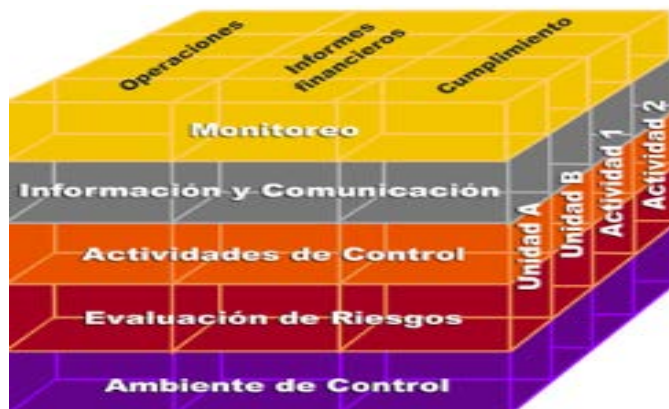 Operaciones
Informes
financieros
Cumplimiento
Monitoreo
Información y Comunicación
Actividades de Control
Evaluación de Riesgos
Ambiente de Control
Unidad A
Unidad B
Actividad 1
Actividad 2